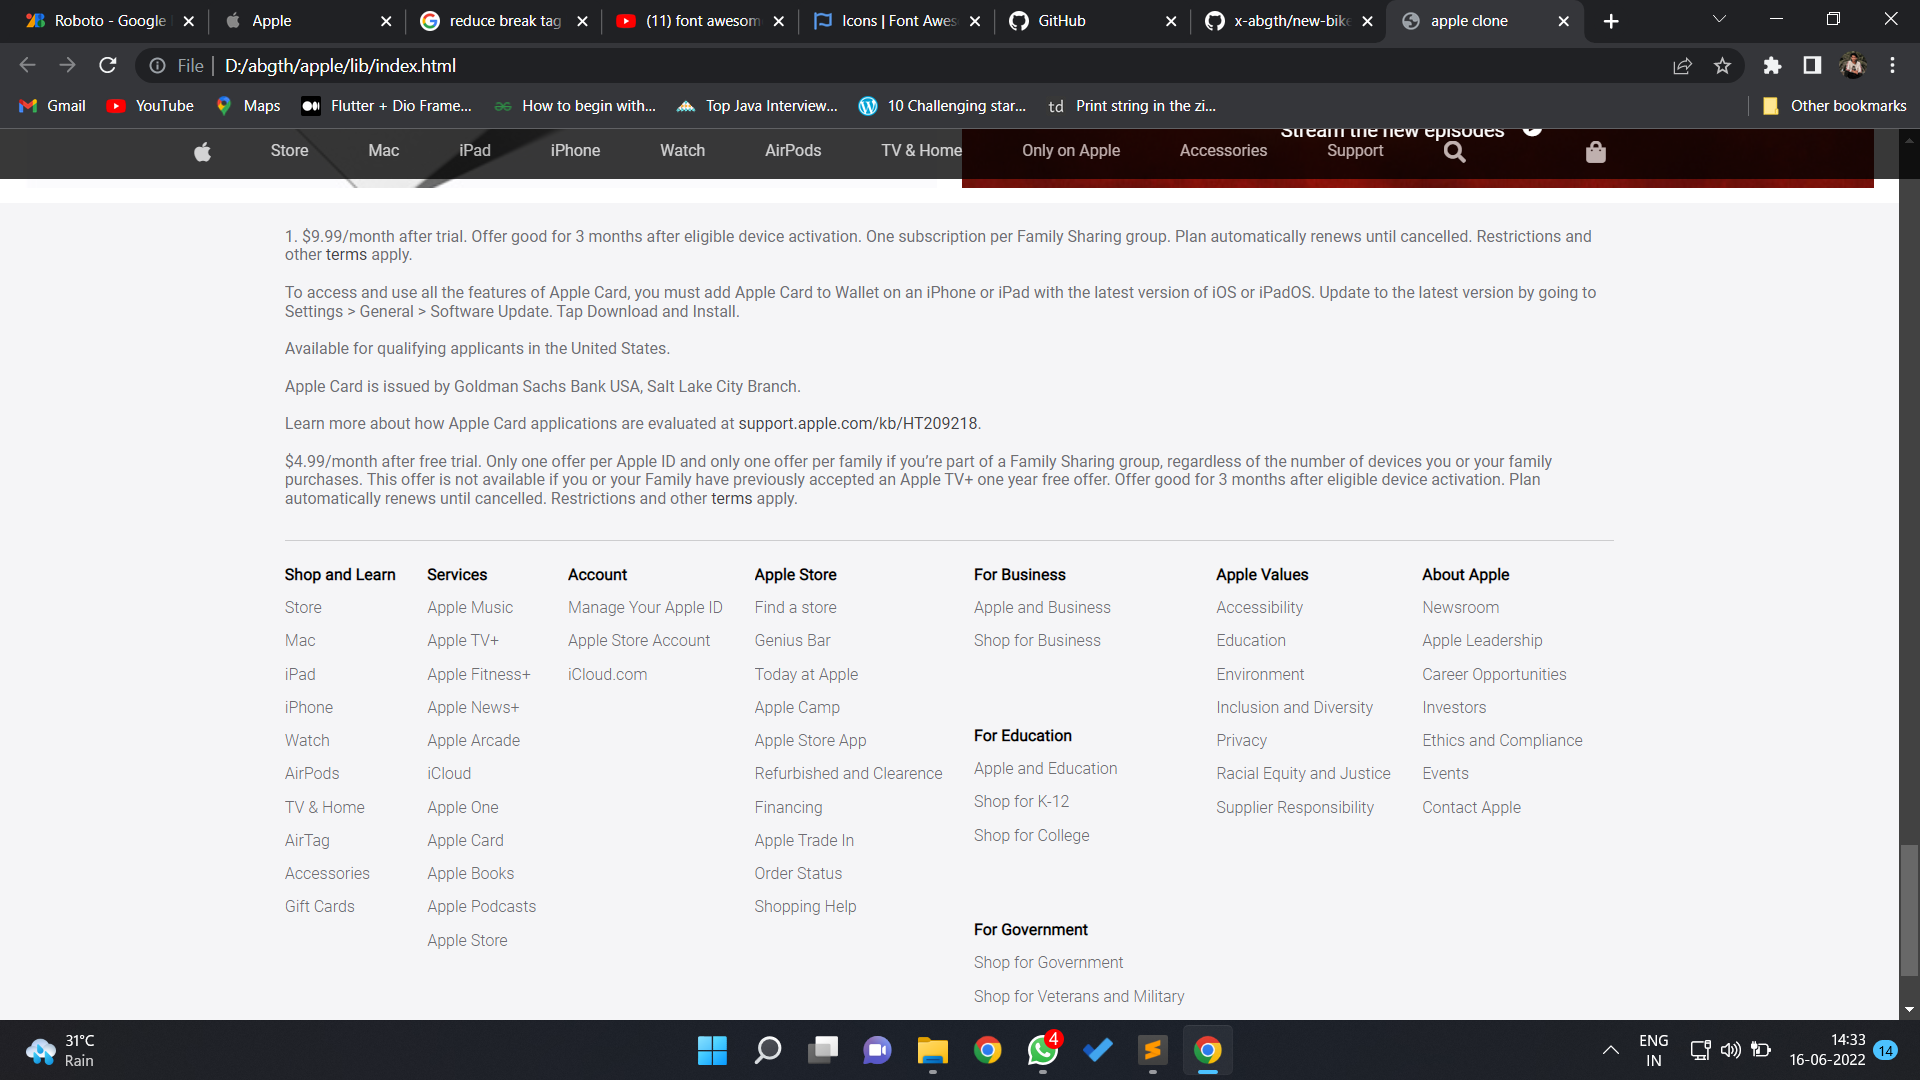 Roboto - Google
Apple
reduce break tag
(11) font awesom
Icons | Font Awes
GitHub
x-abgth/new-bike
apple clone
File
D:/abgth/apple/lib/index.html
Gmail
YouTube
Maps
Flutter + Dio Frame...
How to begin with...
Top Java Interview...
10 Challenging star...
td Print string in the zi...
Other bookmarks
Stream the new episodes
Store
Mac
iPad
iPhone
Watch
AirPods
TV & Home
Only on Apple
Accessories
Support
1. $9.99/month after trial. Offer good for 3 months after eligible device activation. One subscription per Family Sharing group. Plan automatically renews until cancelled. Restrictions and
other terms apply.
To access and use all the features of Apple Card, you must add Apple Card to Wallet on an iPhone or iPad with the latest version of iOS or iPadOS. Update to the latest version by going to
Settings > General > Software Update. Tap Download and Install.
Available for qualifying applicants in the United States.
Apple Card is issued by Goldman Sachs Bank USA, Salt Lake City Branch.
Learn more about how Apple Card applications are evaluated at support.apple.com/kb/HT209218.
$4.99/month after free trial. Only one offer per Apple ID and only one offer per family if you’re part of a Family Sharing group, regardless of the number of devices you or your family
purchases. This offer is not available if you or your Family have previously accepted an Apple TV+ one year free offer. Offer good for 3 months after eligible device activation. Plan
automatically renews until cancelled. Restrictions and other terms apply.
Shop and Learn
Store
Mac
iPad
iPhone
Watch
AirPods
TV & Home
AirTag
Accessories
Gift Cards
Services
Apple Music
Apple TV+
Apple Fitness+
Apple News+
Apple Arcade
iCloud
Apple One
Apple Card
Apple Books
Apple Podcasts
Apple Store
Account
Manage Your Apple ID
Apple Store Account
iCloud.com
Apple Store
Find a store
Genius Bar
Today at Apple
Apple Camp
Apple Store App
Refurbished and Clearence
Financing
Apple Trade In
Order Status
Shopping Help
For Business
Apple and Business
Shop for Business
For Education
Apple and Education
Shop for K-12
Shop for College
For Government
Shop for Government
Shop for Veterans and Military
Apple Values
Accessibility
Education
Environment
Inclusion and Diversity
Privacy
Racial Equity and Justice
Supplier Responsibility
About Apple
Newsroom
Apple Leadership
Career Opportunities
Investors
Ethics and Compliance
Events
Contact Apple
31°C
Rain
4
ENG
IN
14:33
16-06-2022
14